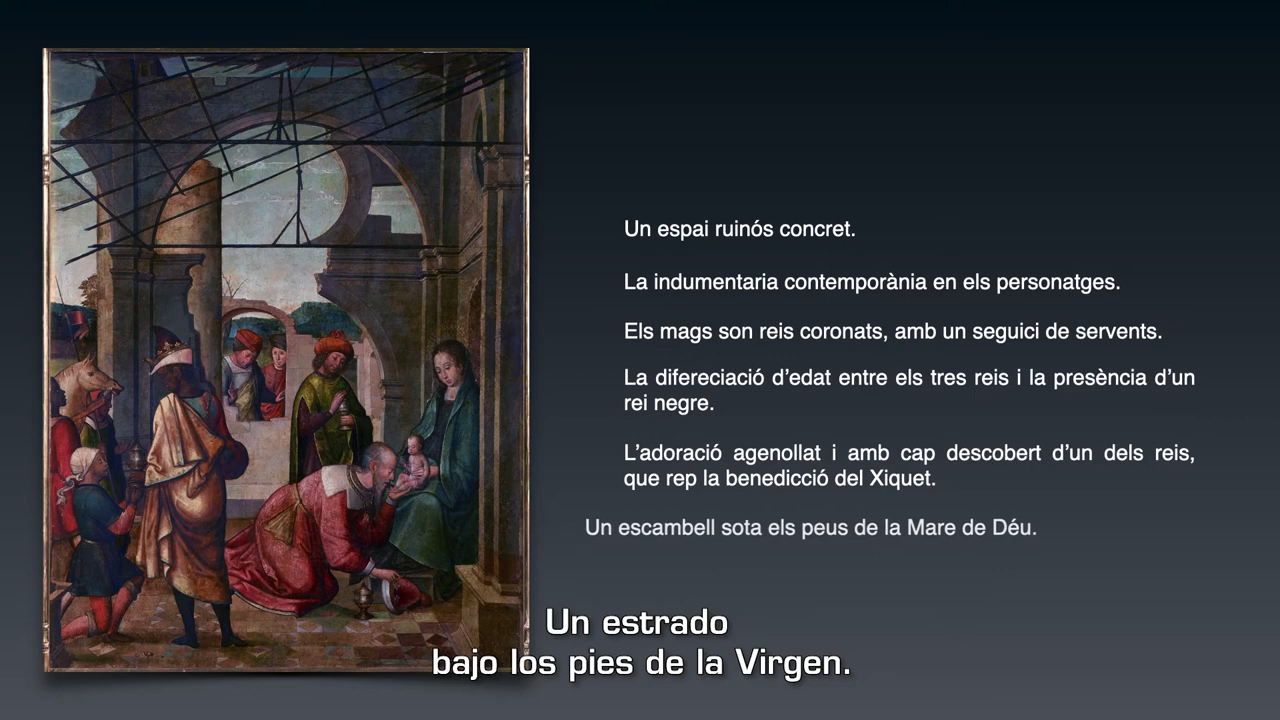 Un espai ruinós concret.
La indumentaria contemporània en els personatges.
Els mags son reis coronats, amb un seguici de servents.
La difereciació d’edat entre els tres reis i la presència d’un
rei negre.
L’adoració agenollat i amb cap descobert d’un dels reis,
que rep la benedicció del Xiquet.
Un escambell sota els peus de la Mare de Déu.
Un estrado
bajo los pies de la Virgen.